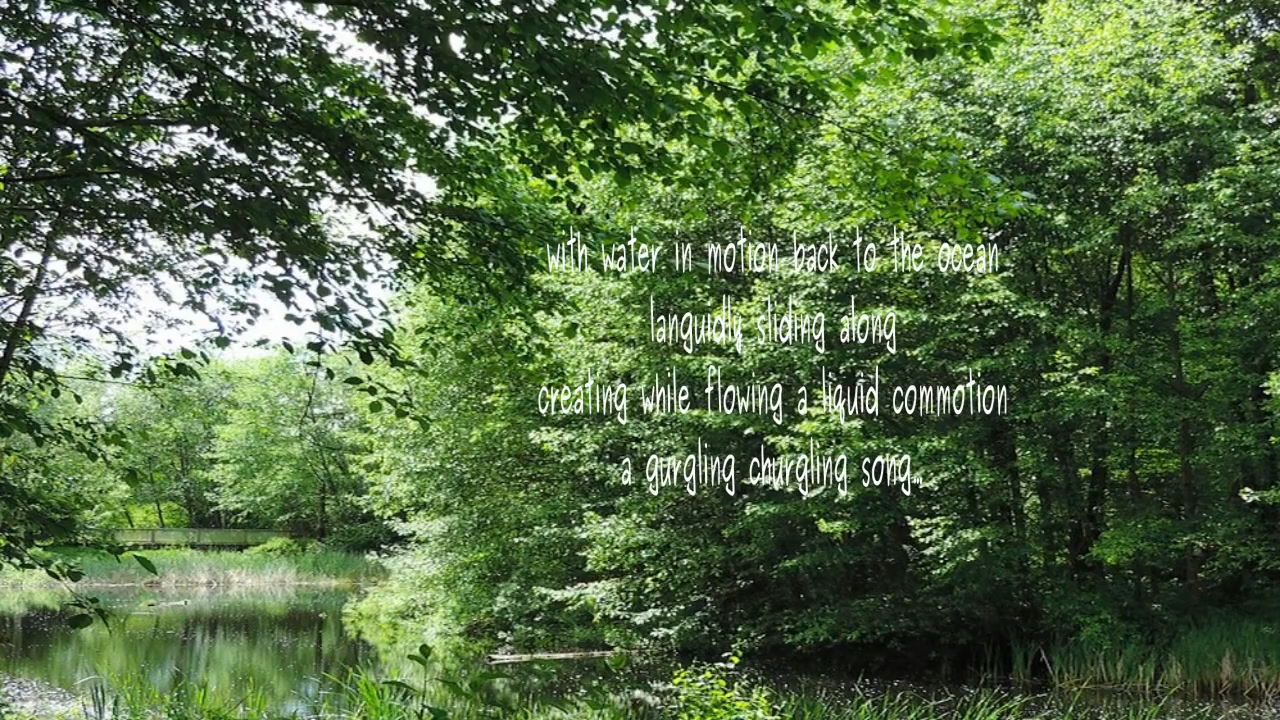 with water in motion back to the ocean
languidly sliding along
creating while flowing a liquid commotion
a gurgling churgling song...